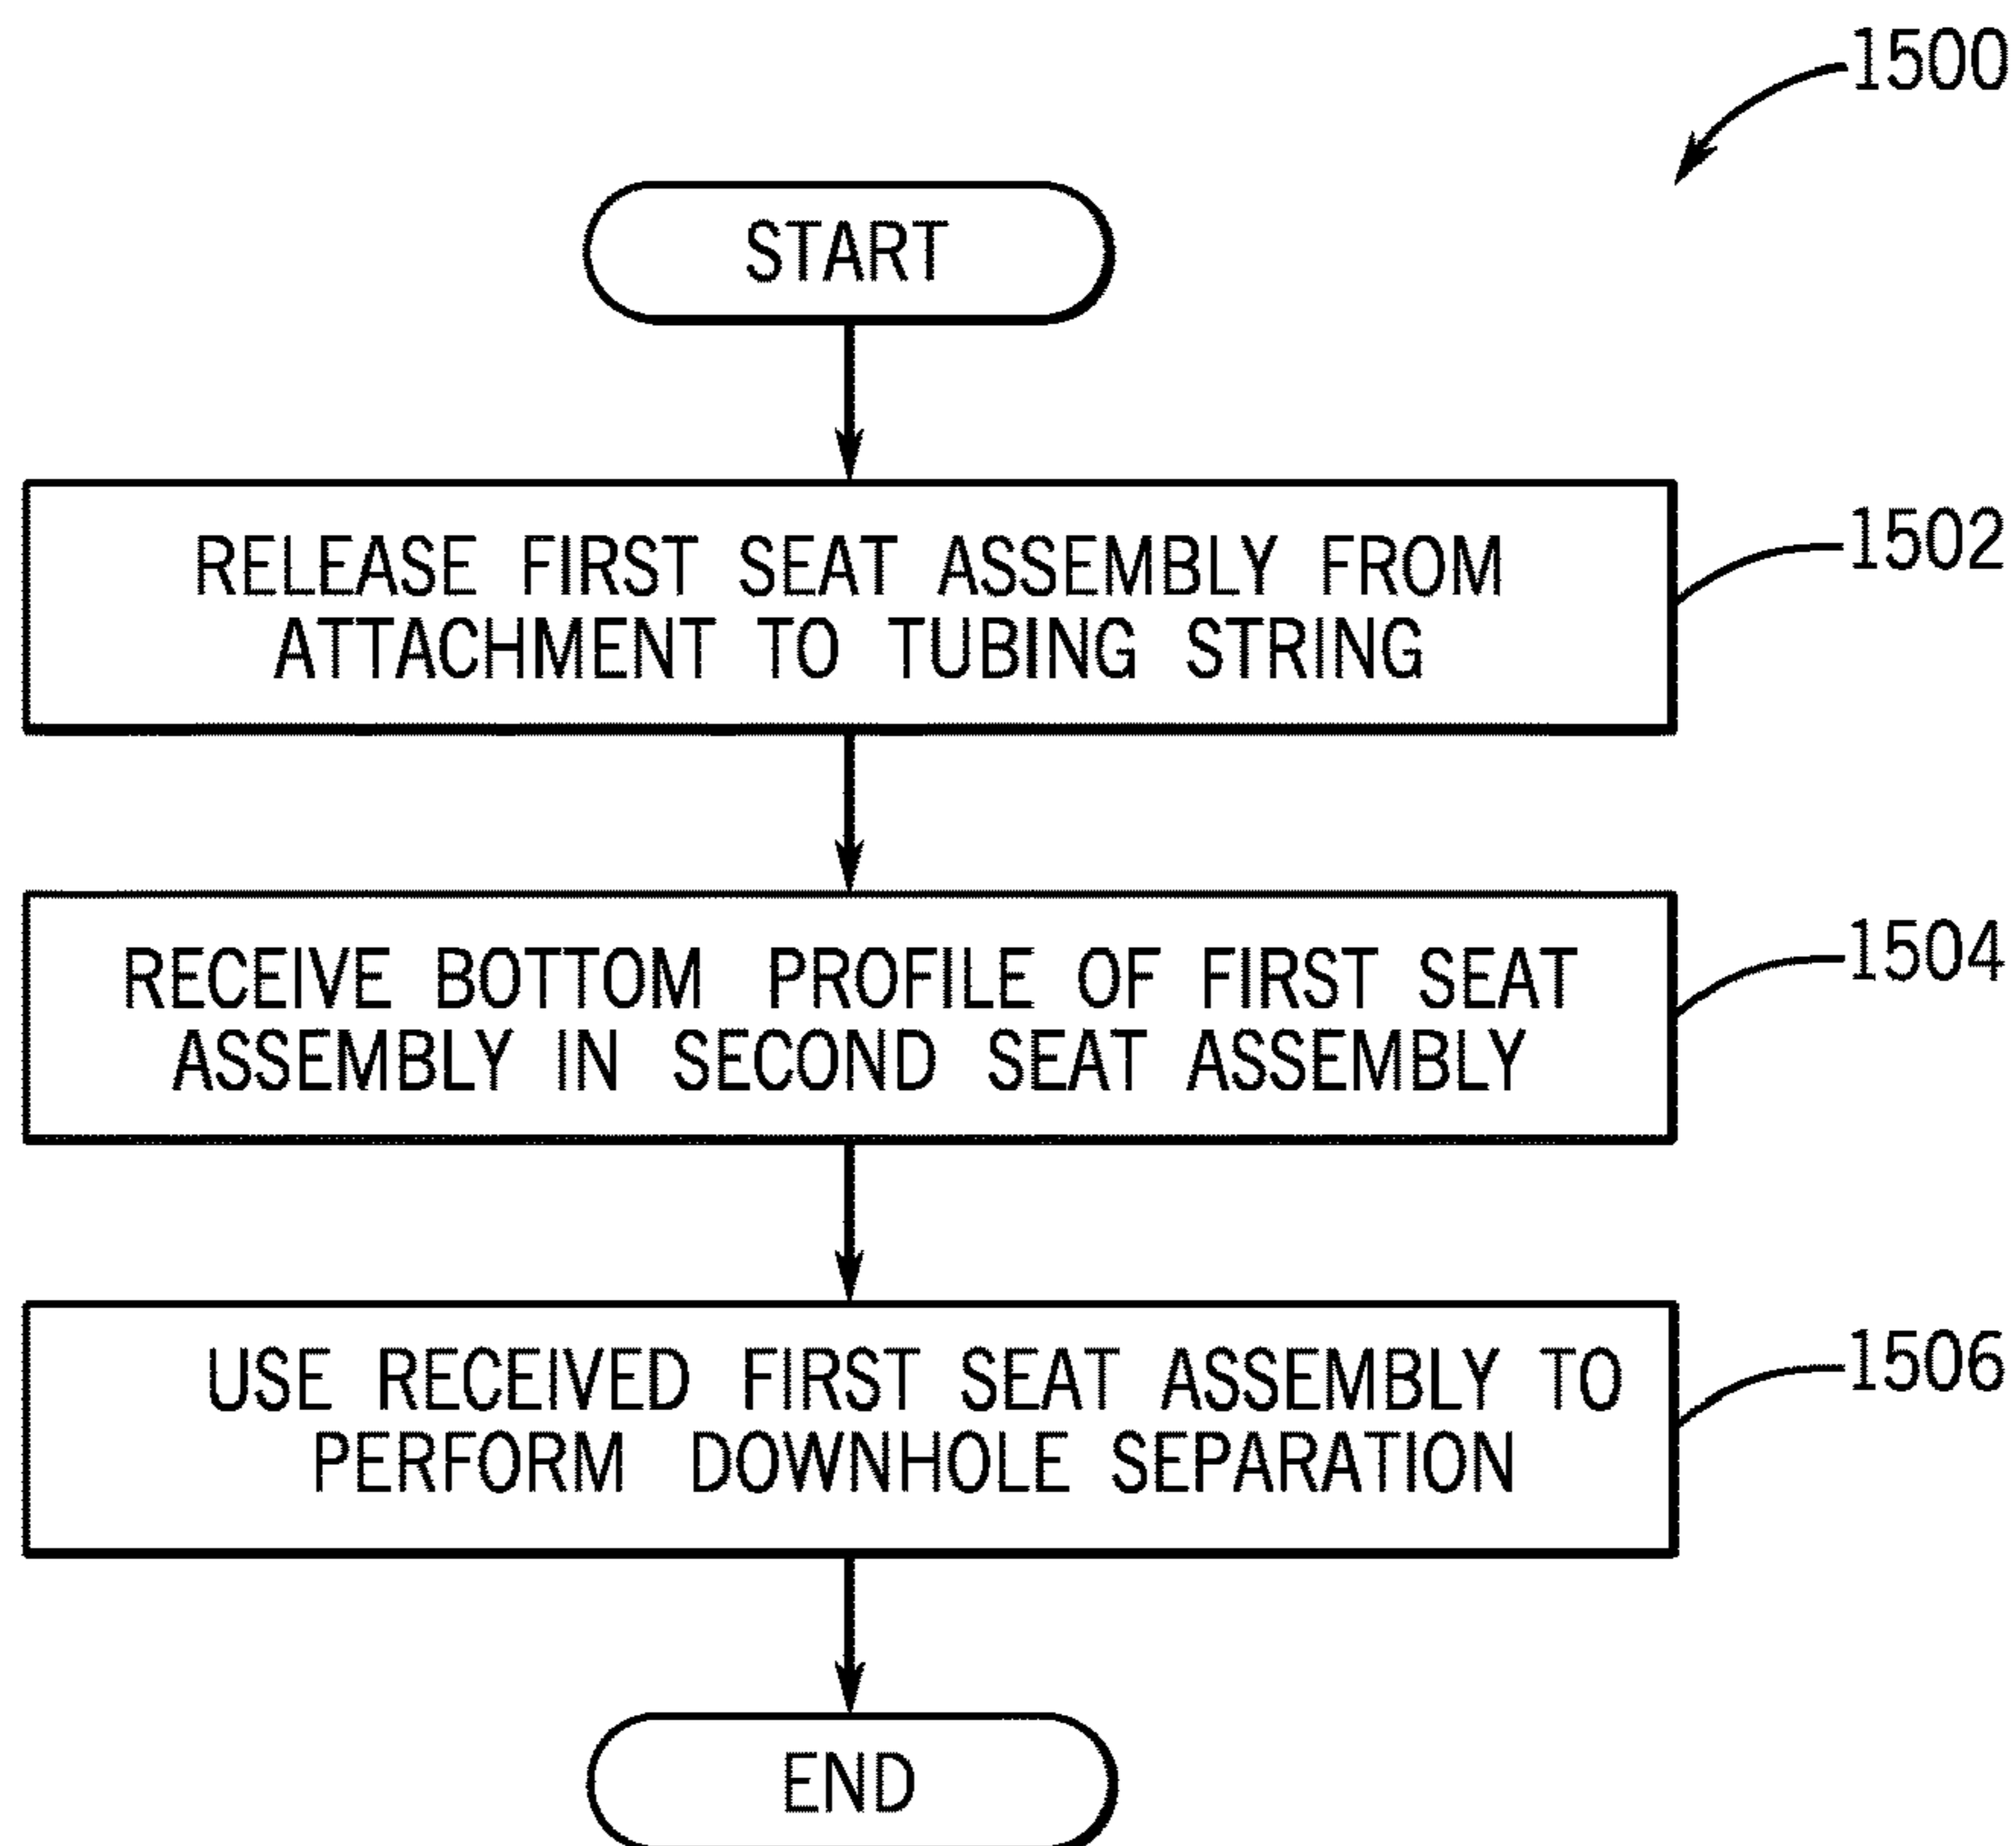 1500
START
RELEASE FIRST SEAT ASSEMBLY FROM
ATTACHMENT TO TUBING STRING
1502
RECEIVE BOTTOM PROFILE OF FIRST SEAT
ASSEMBLY IN SECOND SEAT ASSEMBLY
1504
USE RECEIVED FIRST SEAT ASSEMBLY TO
PERFORM DOWNHOLE SEPARATION
1506
END